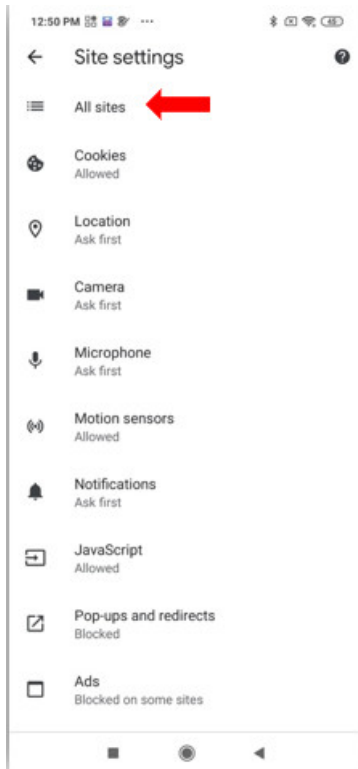 12:50 PM
45
Site settings
All sites
Cookies
Allowed
Location
Ask first
Camera
Ask first
Microphone
Ask first
Motion sensors
Allowed
Notifications
Ask first
JavaScript
Allowed
Pop-ups and redirects
Blocked
Ads
Blocked on some sites